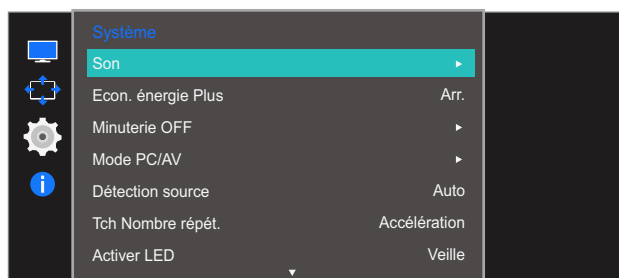 Système
Son
Econ. énergie Plus Arr.
Minuterie OFF
Mode PC/AV
Détection source Auto
Tch Nombre répét. Accélération
Activer LED Veille